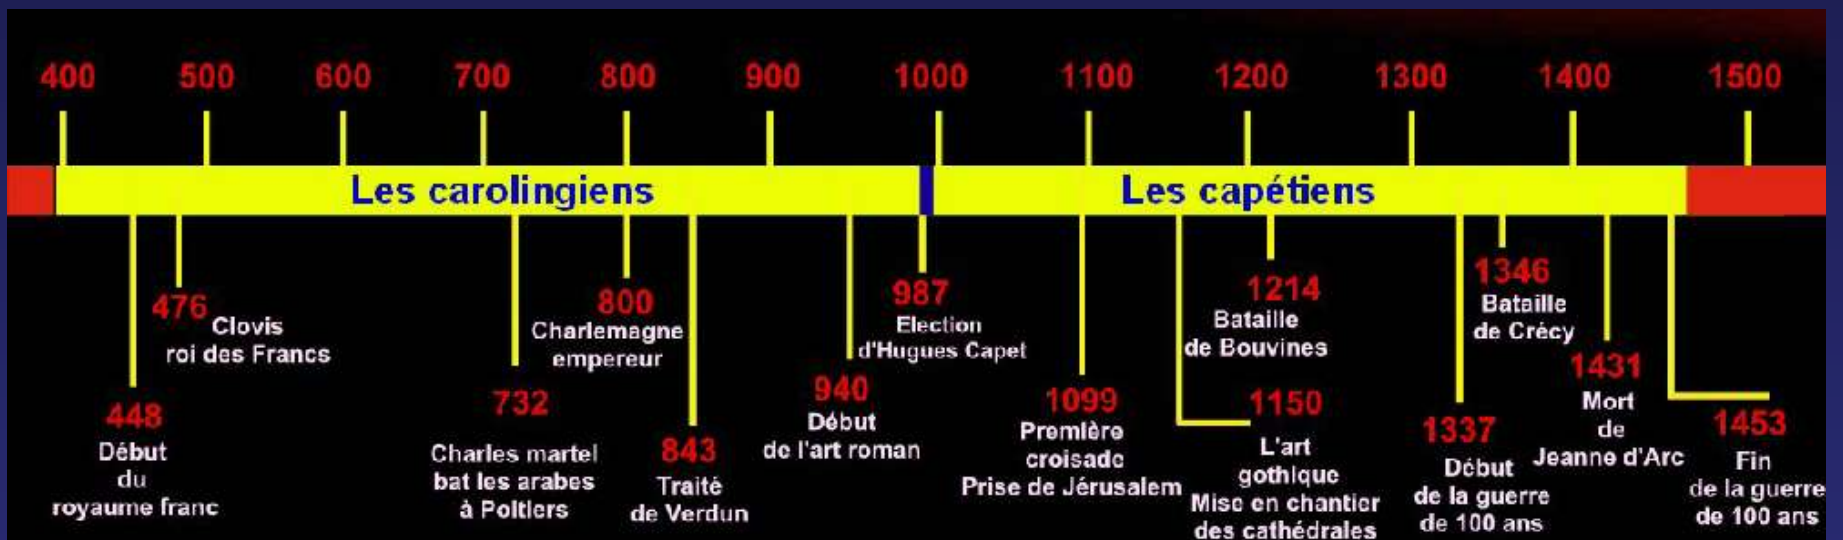 400 500 600 700 800 900 1000 1100 1200 1300 1400 1500
Les carolingiens
Les capétiens
448
Début
du
royaume franc
476
Clovis
roi des Francs
732
Charles martel
bat les arabes
à Poitiers
800
Charlemagne
empereur
843
Traité
de Verdun
940
Début
de l'art roman
987
Election
d'Hugues Capet
1099
Première
croisade
Prise de Jérusalem
1150
L'art
gothique
Mise en chantier
des cathédrales
1214
Bataille
de Bouvines
1337
Début
de la guerre
de 100 ans
1346
Bataille
de Crécy
1431
Mort
de
Jeanne d'Arc
1453
Fin
de la guerre
de 100 ans